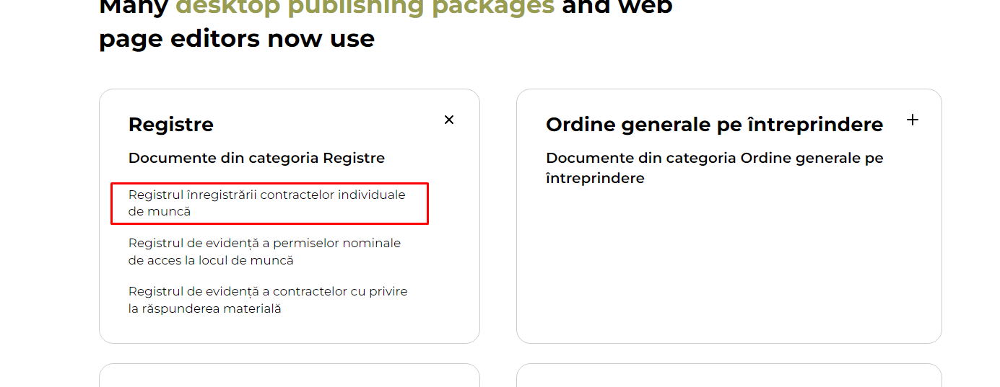 Many desktop publishing packages and web
page editors now use
Registre
Documente din categoria Registre
Registrul înregistrării contractelor individuale
de muncă
Registrul de evidență a permiselor nominale
de acces la locul de muncă
Registrul de evidență a contractelor cu privire
la răspunderea materială
Ordine generale pe întreprindere
Documente din categoria Ordine generale pe
întreprindere